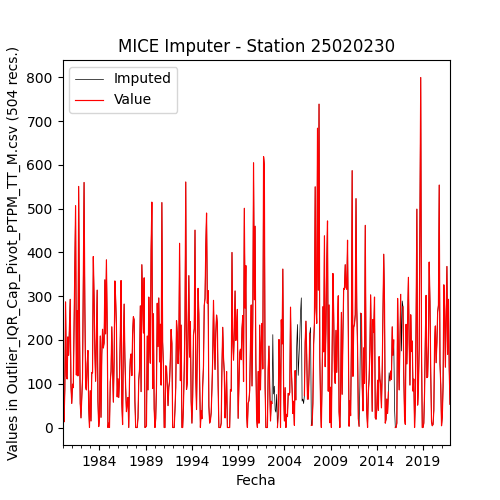 MICE Imputer - Station 25020230
Values in Outlier_IQR_Cap_Pivot_PTPM_TT_M.csv (504 recs.)
800
700
600
500
400
300
200
100
0
Imputed
Value
1984 1989 1994 1999 2004 2009 2014 2019
Fecha